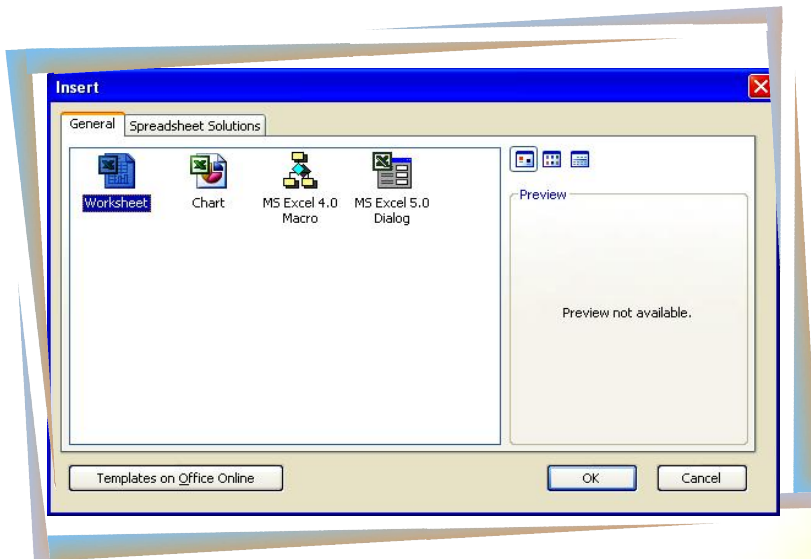 Insert
General Spreadsheet Solutions
Worksheet Chart MS Excel 4.0 MS Excel 5.0
Macro Dialog
Preview
Preview not available.
Templates on Office Online OK Cancel